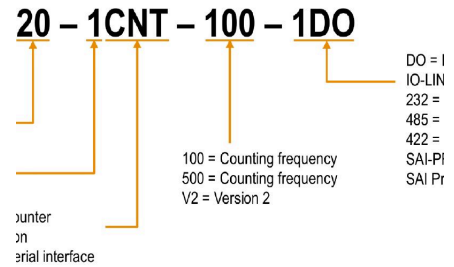 20 – 1CNT – 100 – 1DO
DO =
IO-LIN
232 =
485 =
422 =
SAI-P
SAI Pr
100 = Counting frequency
500 = Counting frequency
V2 = Version 2
ounter
on
erial interface